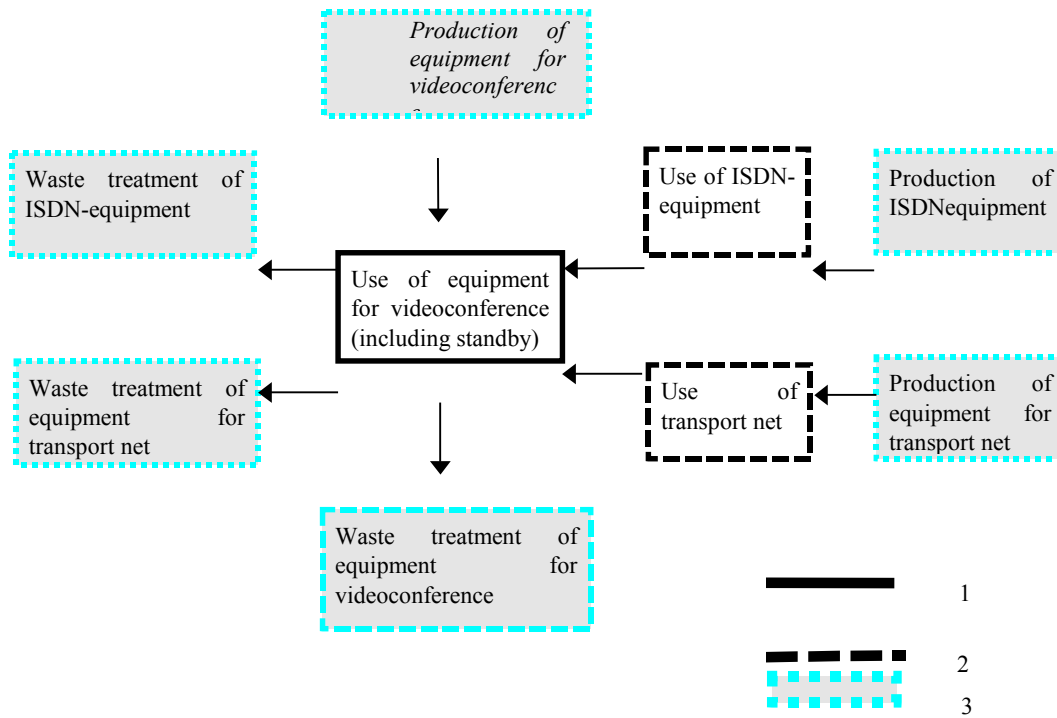 Production of
equipment for
videoconferenc
Waste treatment of
ISDN-equipment
Use of ISDN-
equipment
Production of
ISDNequipment
Use of equipment
for videoconference
(including standby)
Waste treatment of
equipment for
transport net
Use of
transport net
Production of
equipment for
transport net
Waste treatment of
equipment for
videoconference
1
2
3